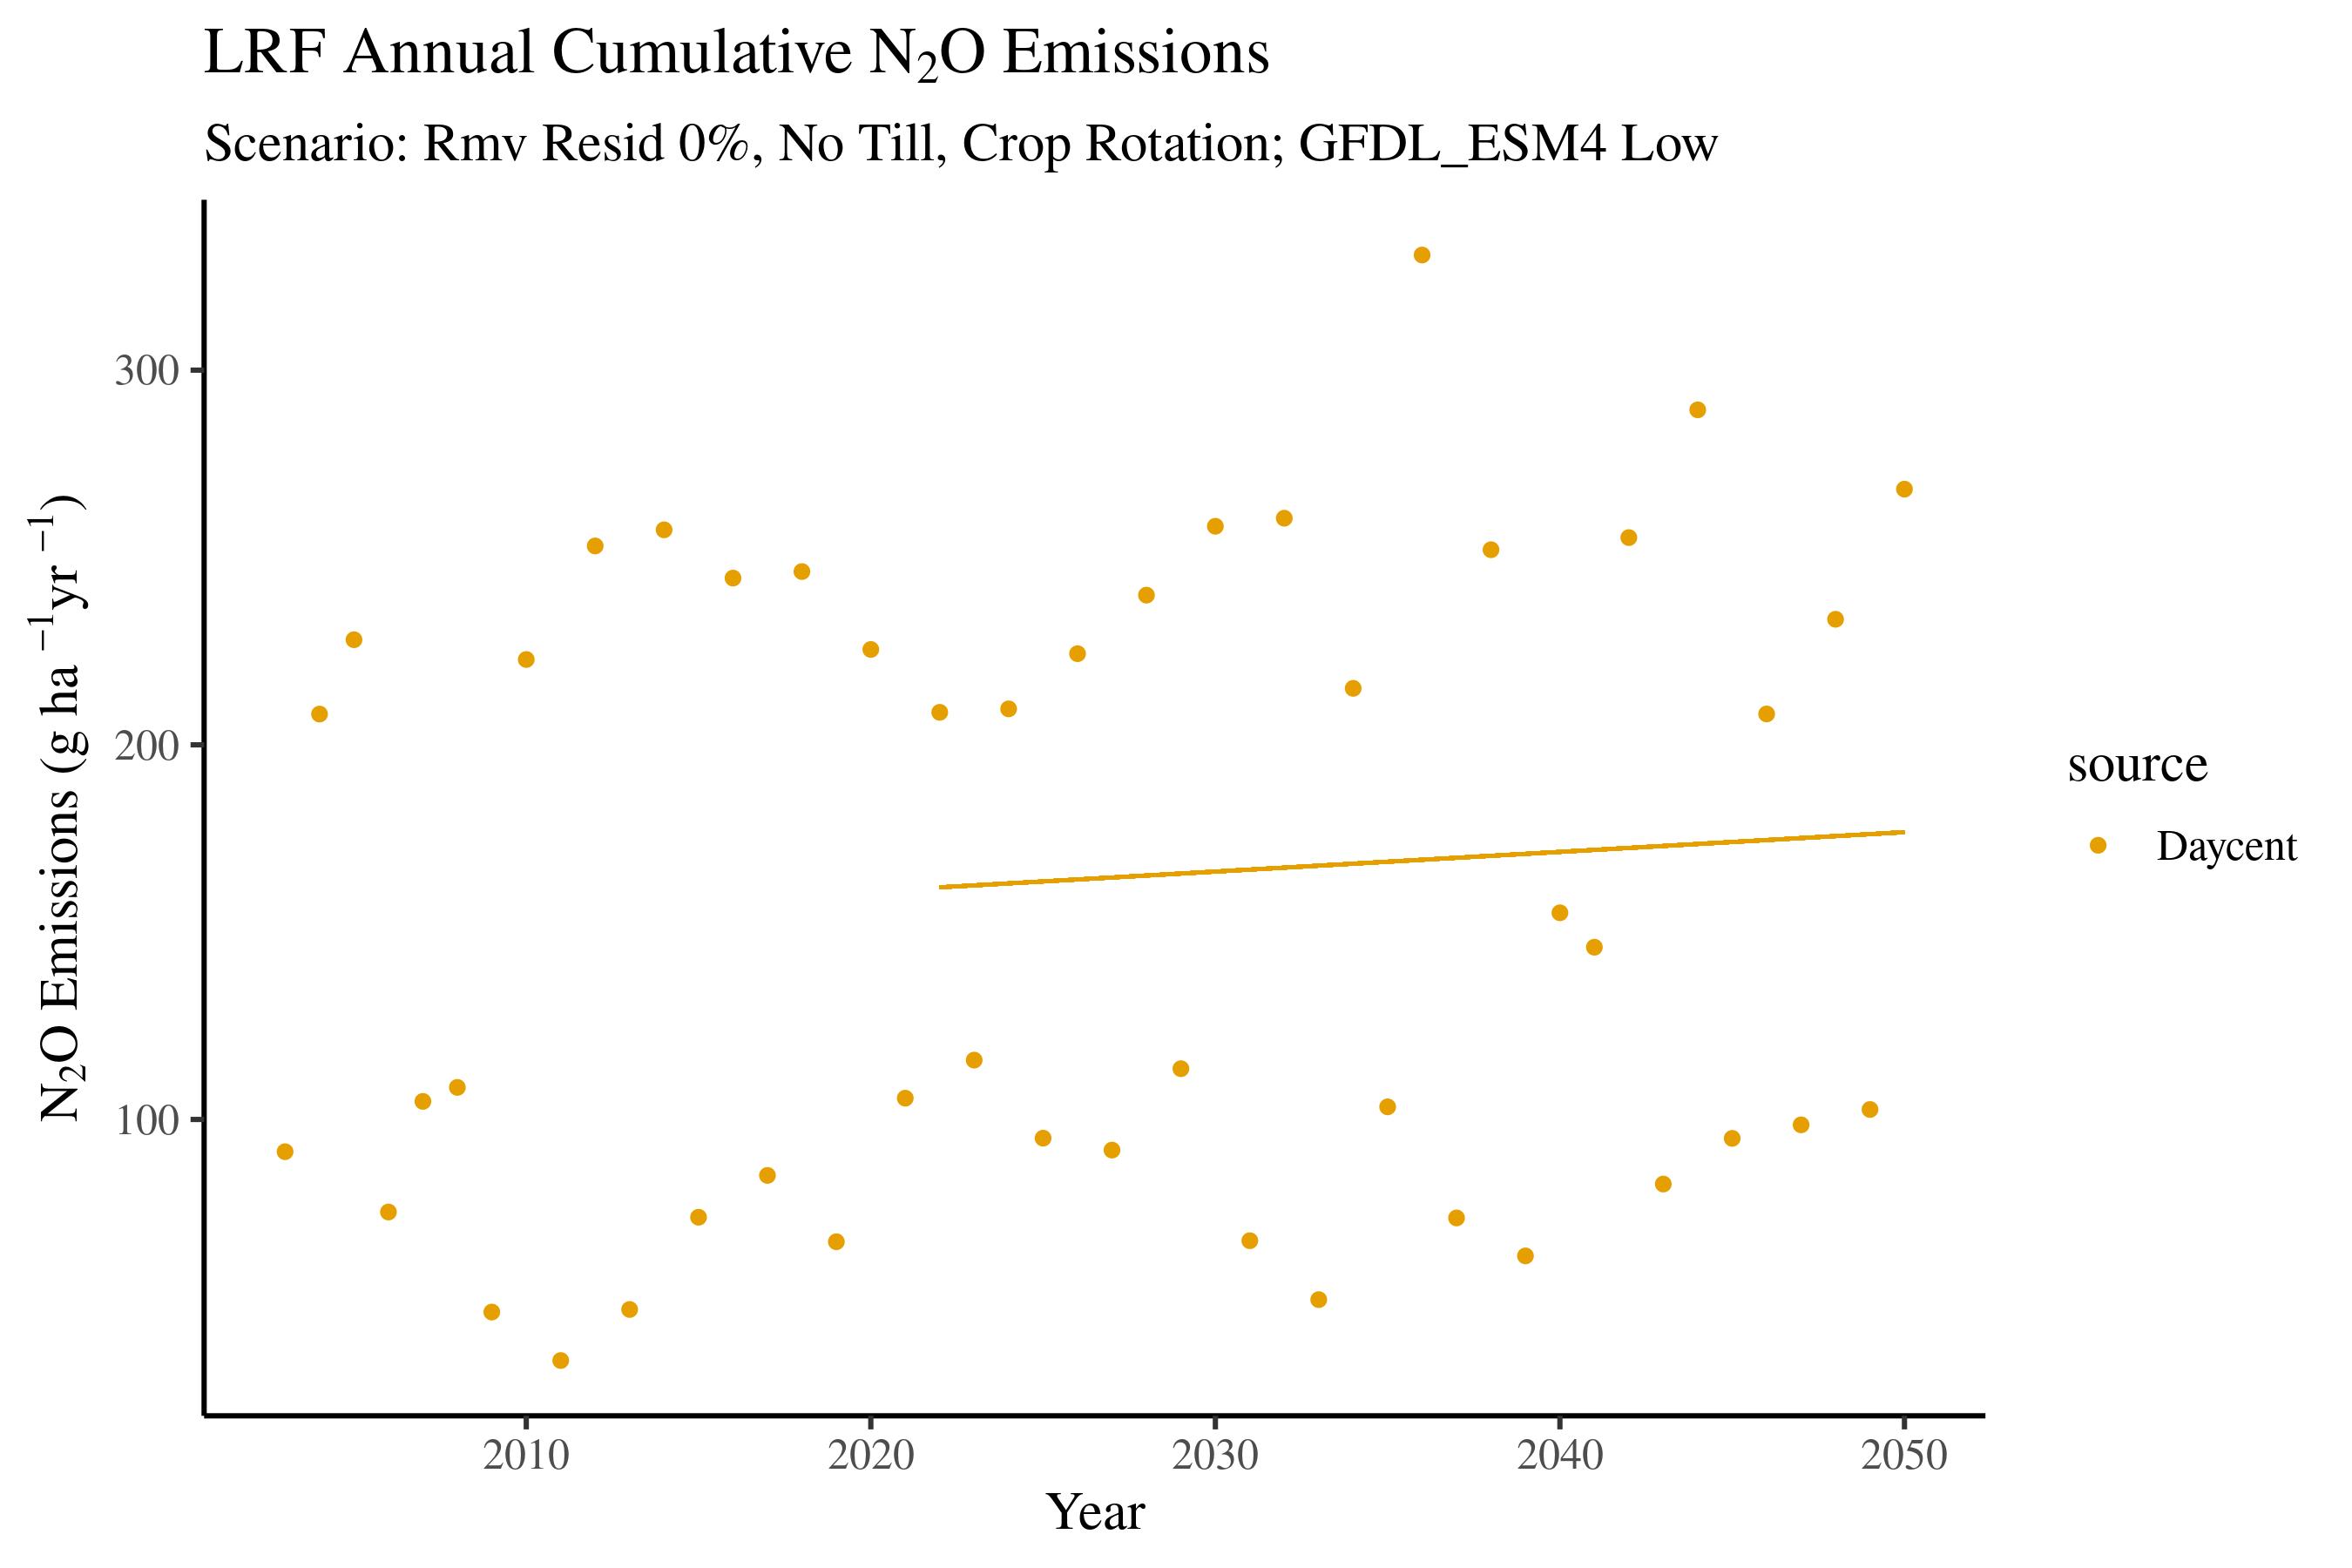 LRF Annual Cumulative N₂O Emissions
Scenario: Rmv Resid 0%, No Till, Crop Rotation; GFDL_ESM4 Low
N₂O Emissions (g ha⁻¹yr⁻¹)
300
200
100
2010 2020 2030 2040 2050
Year
source
Daycent